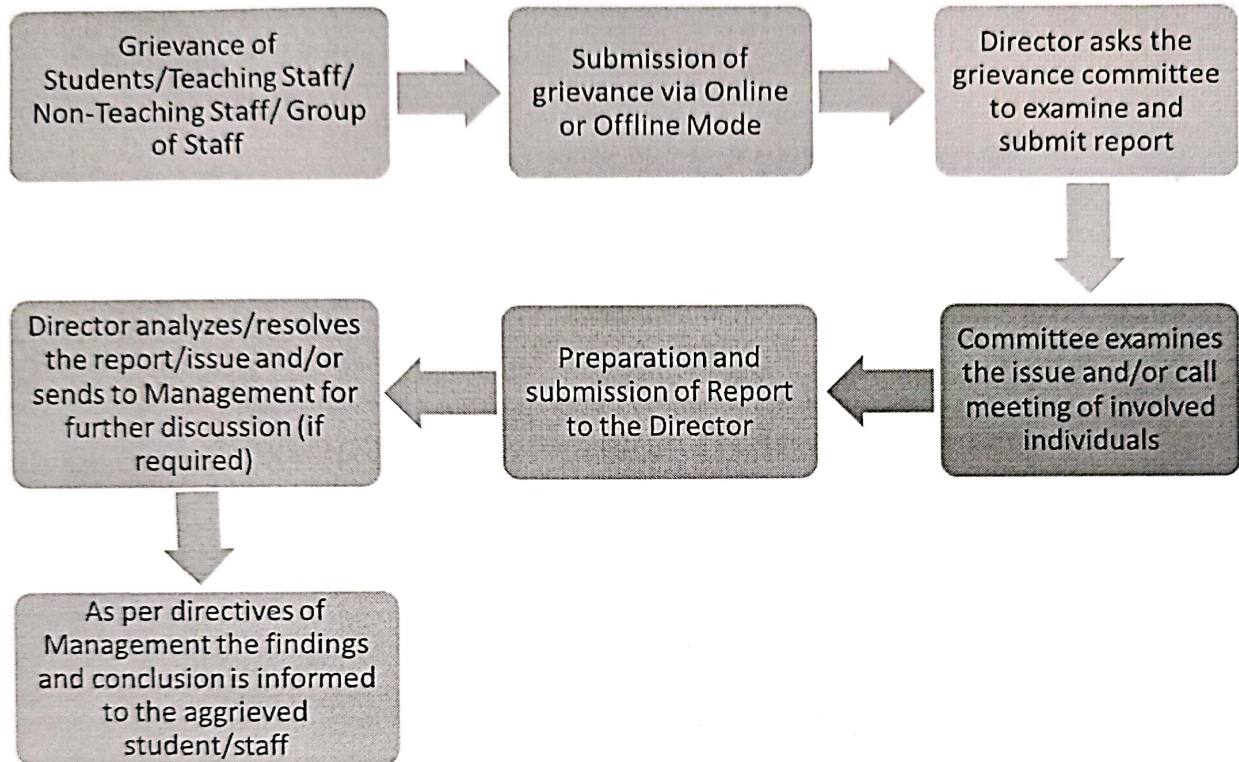 Grievance of
Students/Teaching Staff/
Non-Teaching Staff/ Group
of Staff
Submission of
grievance via Online
or Offline Mode
Director asks the
grievance committee
to examine and
submit report
Committee examines
the issue and/or call
meeting of involved
individuals
Preparation and
submission of Report
to the Director
Director analyzes/resolves
the report/issue and/or
sends to Management for
further discussion (if
required)
As per directives of
Management the findings
and conclusion is informed
to the aggrieved
student/staff